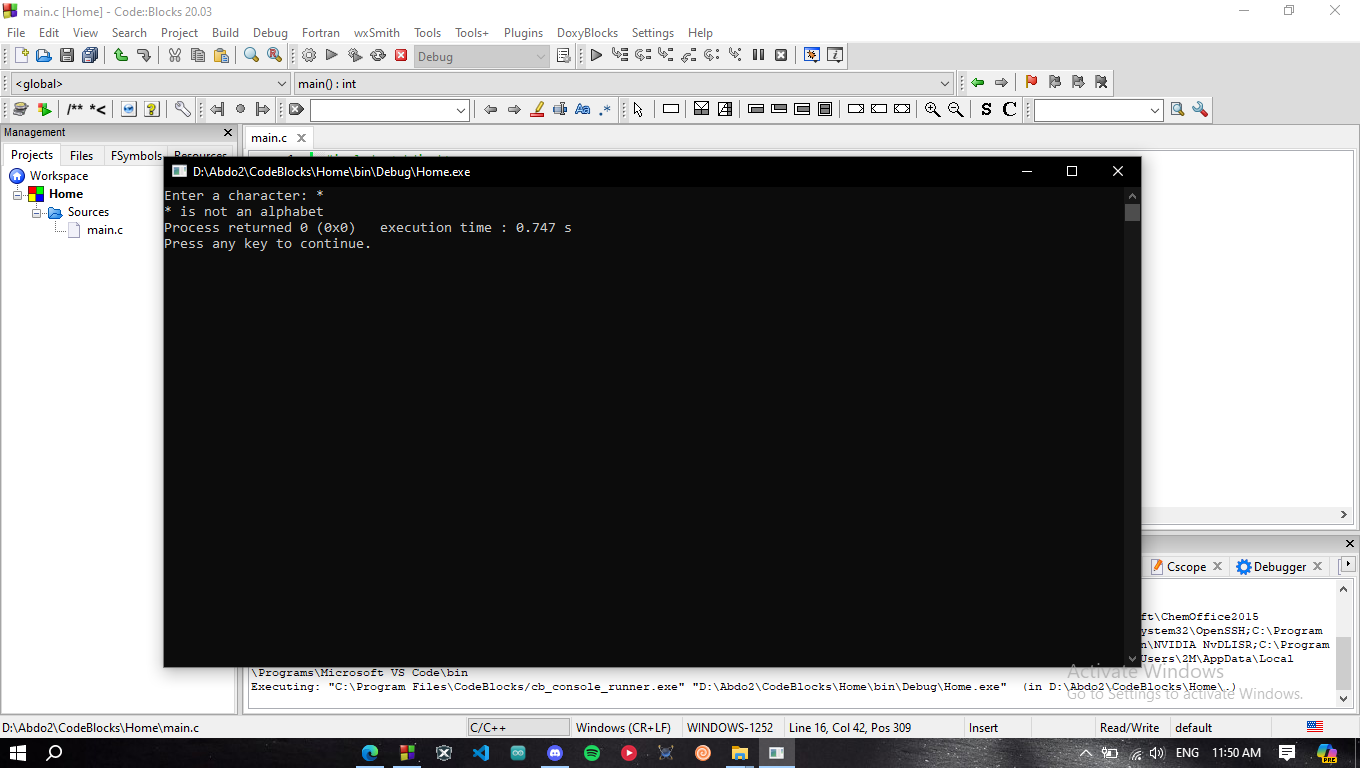 main.c [Home] - Code::Blocks 20.03
File Edit View Search Project Build Debug Fortran wxSmith Tools Tools+ Plugins DoxyBlocks Settings Help
Debug
<global> main() : int
/** *< Aa .* S C
Management
main.c
Projects Files FSymbols Resources
Workspace
Home
Sources
main.c
D:\Abdo2\CodeBlocks\Home\bin\Debug\Home.exe
Enter a character: *
* is not an alphabet
Process returned 0 (0x0)   execution time : 0.747 s
Press any key to continue.
Cscope Debugger
ft\ChemOffice2015
ystem32\OpenSSH;C:\Program
n\NVIDIA NvDLISR;C:\Program
Users\2M\AppData\Local
\Programs\Microsoft VS Code\bin
Executing: "C:\Program Files\CodeBlocks/cb_console_runner.exe" "D:\Abdo2\CodeBlocks\Home\bin\Debug\Home.exe"  (in D:\Abdo2\CodeBlocks\Home\.)
Activate Windows
Go to Settings to activate Windows.
D:\Abdo2\CodeBlocks\Home\main.c C/C++ Windows (CR+LF) WINDOWS-1252 Line 16, Col 42, Pos 309 Insert Read/Write default
ENG 11:50 AM
PRE